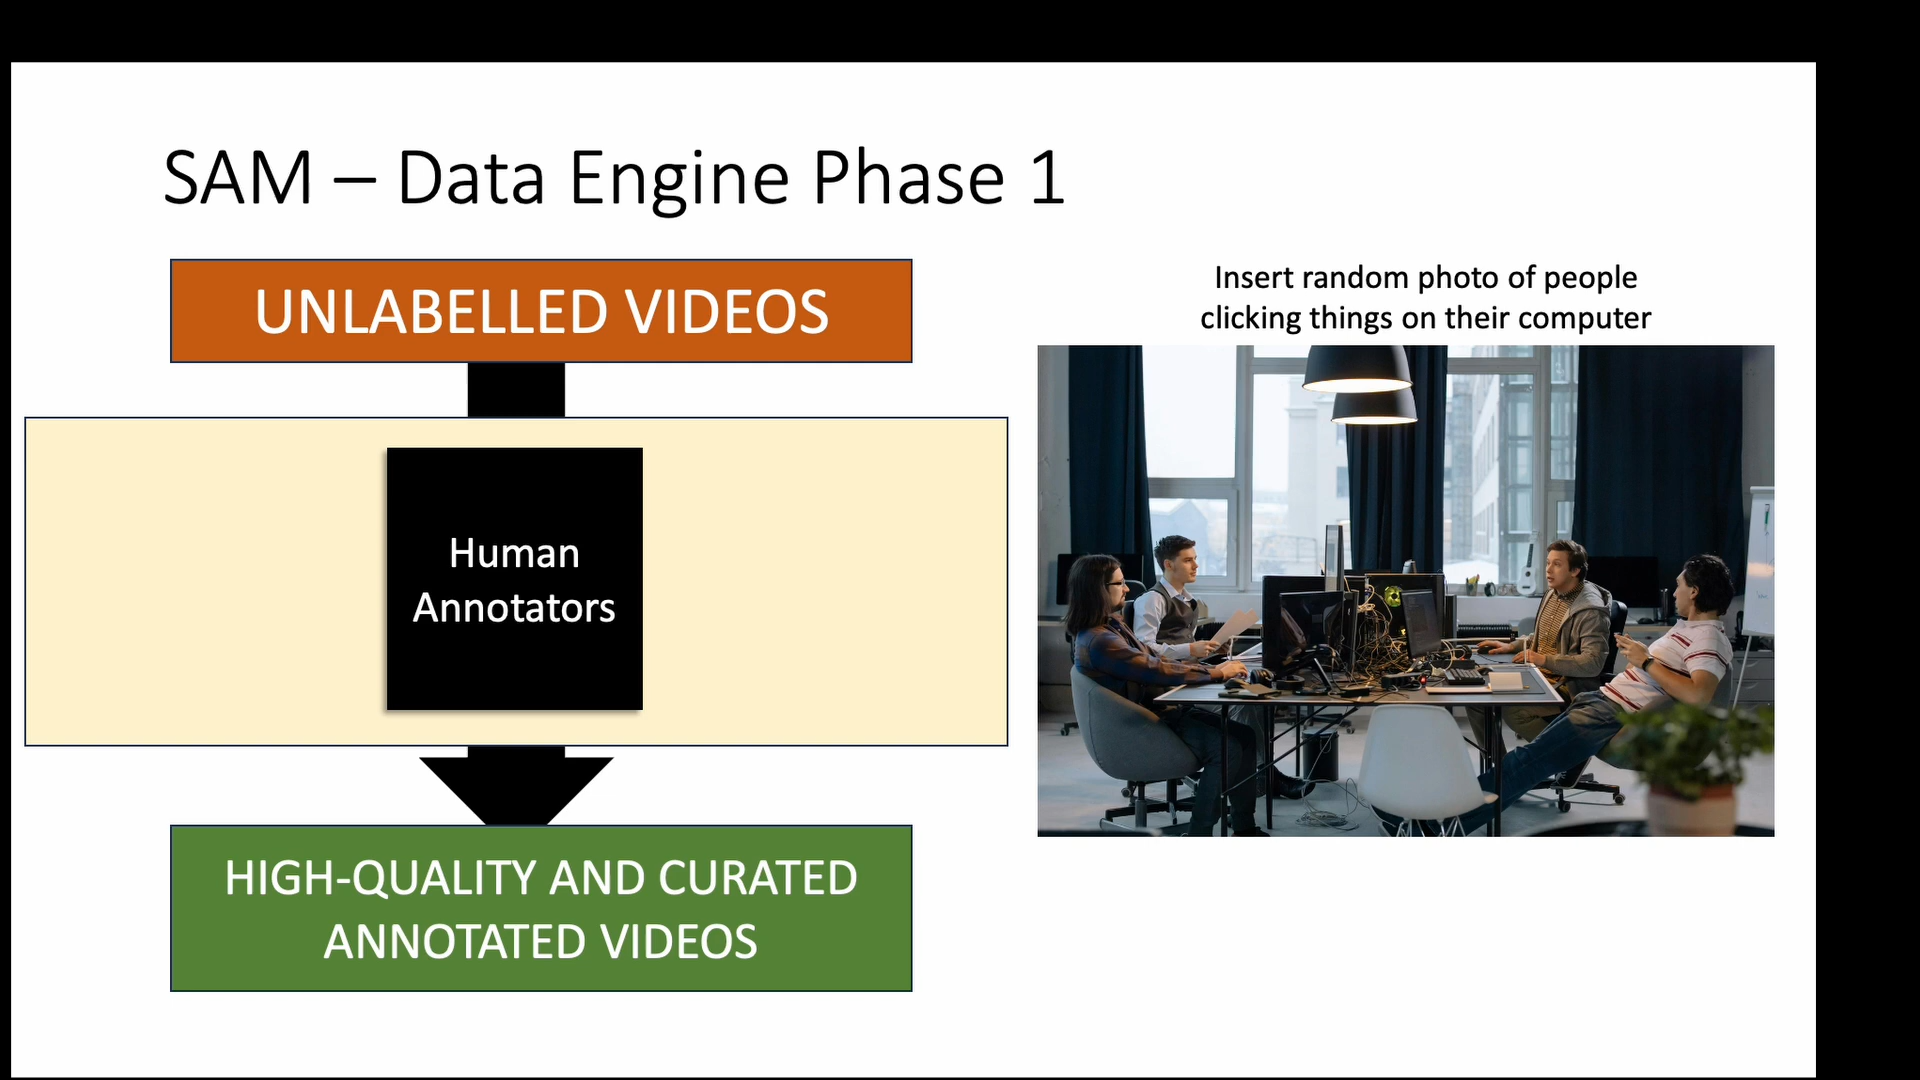 SAM – Data Engine Phase 1
UNLABELLED VIDEOS
Human
Annotators
HIGH-QUALITY AND CURATED
ANNOTATED VIDEOS
Insert random photo of people
clicking things on their computer